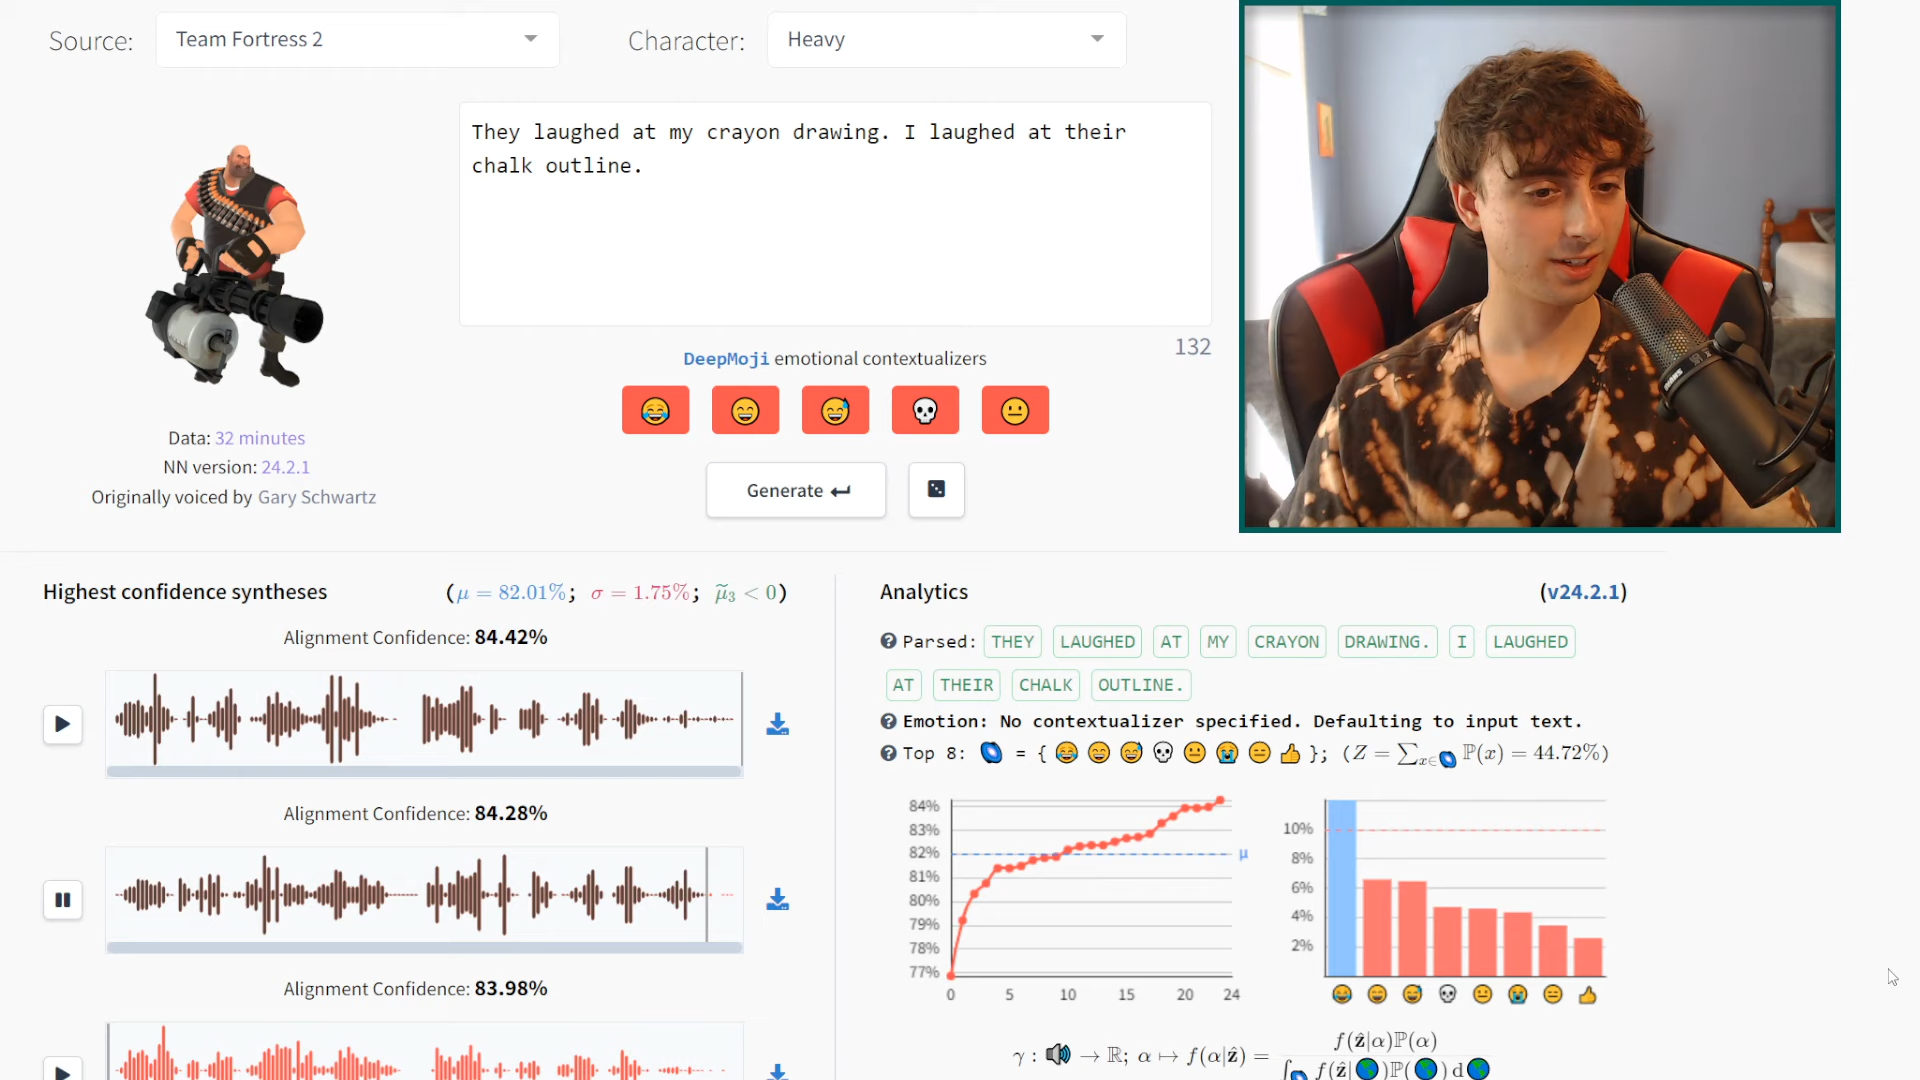 Source: Team Fortress 2 Character: Heavy
They laughed at my crayon drawing. I laughed at their
chalk outline.
132
DeepMoji emotional contextualizers
😂 😄 😅 💀 😐
Data: 32 minutes
NN version: 24.2.1
Originally voiced by Gary Schwartz
Generate ↵
Highest confidence syntheses (μ = 82.01%; σ = 1.75%; μ̃₃ < 0)
Alignment Confidence: 84.42%
Alignment Confidence: 84.28%
Alignment Confidence: 83.98%
Analytics (v24.2.1)
Parsed: THEY LAUGHED AT MY CRAYON DRAWING. I LAUGHED
AT THEIR CHALK OUTLINE.
Emotion: No contextualizer specified. Defaulting to input text.
Top 8: = { 😂 😄 😅 💀 😐 😭 😑 👍 }; (Z = ∑ₓ∈ ℙ(x) = 44.72%)
84%
83%
82%
81%
80%
79%
78%
77%
0 5 10 15 20 24
μ
10%
8%
6%
4%
2%
😂 😄 😅 💀 😐 😭 😑 👍
γ : 🔊 → ℝ; α ↦ f(α|ẑ) = f(ẑ|α)ℙ(α)
∫ f(ẑ|🌎)ℙ(🌎) d🌎